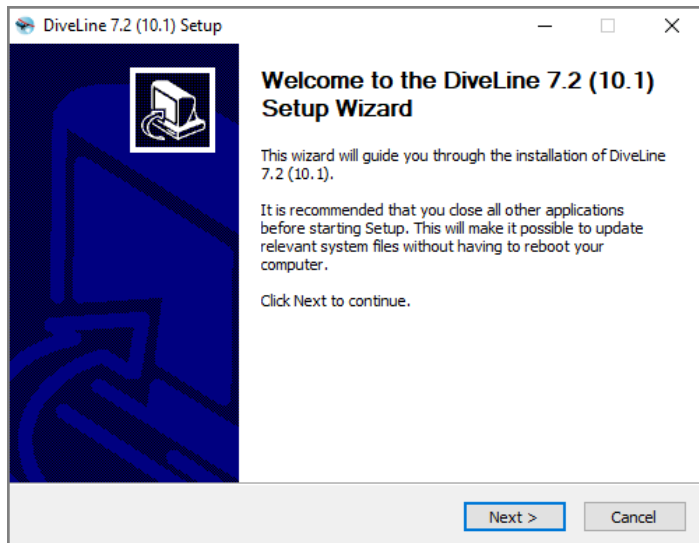 DiveLine 7.2 (10.1) Setup
Welcome to the DiveLine 7.2 (10.1)
Setup Wizard
This wizard will guide you through the installation of DiveLine
7.2 (10.1).
It is recommended that you close all other applications
before starting Setup. This will make it possible to update
relevant system files without having to reboot your
computer.
Click Next to continue.
Next > Cancel